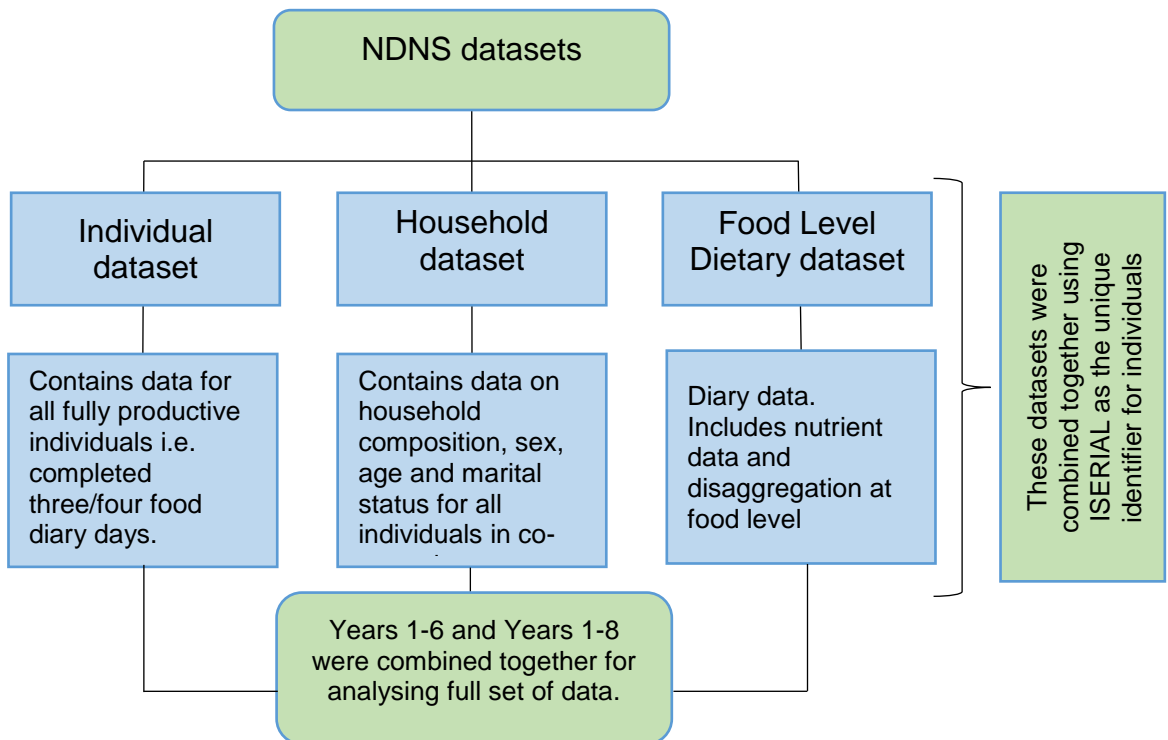 NDNS datasets
Individual
dataset
Household
dataset
Food Level
Dietary dataset
Contains data for
all fully productive
individuals i.e.
completed
three/four food
diary days.
Contains data on
household
composition, sex,
age and marital
status for all
individuals in co-
Diary data.
Includes nutrient
data and
disaggregation at
food level
These datasets were
combined together using
ISERIAL as the unique
identifier for individuals
Years 1-6 and Years 1-8
were combined together for
analysing full set of data.